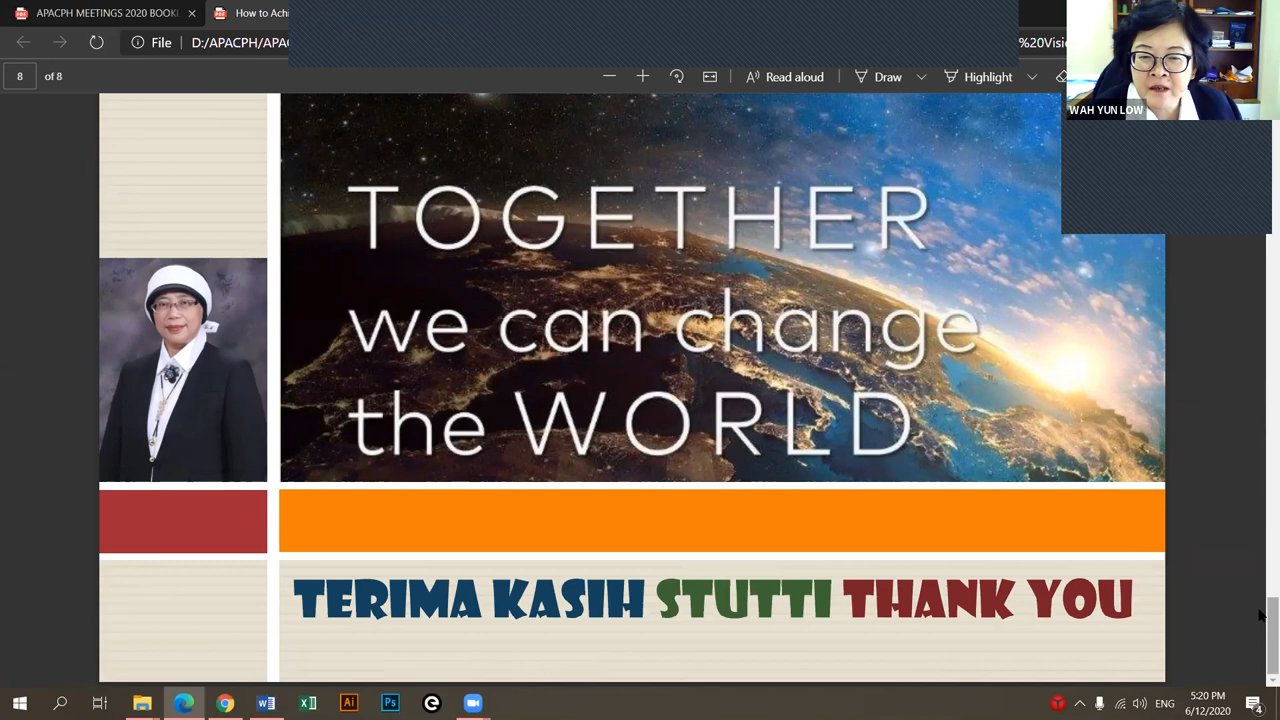 APACPH MEETINGS 2020 BOOKL
How to Achi
File
D:/APACPH/APAC
%20Visio
8
of 8
Read aloud
Draw
Highlight
WAH YUN LOW
TOGETHER
we can change
the WORLD
TERIMA KASIH STUTTI THANK YOU
ENG
5:20 PM
6/12/2020
4